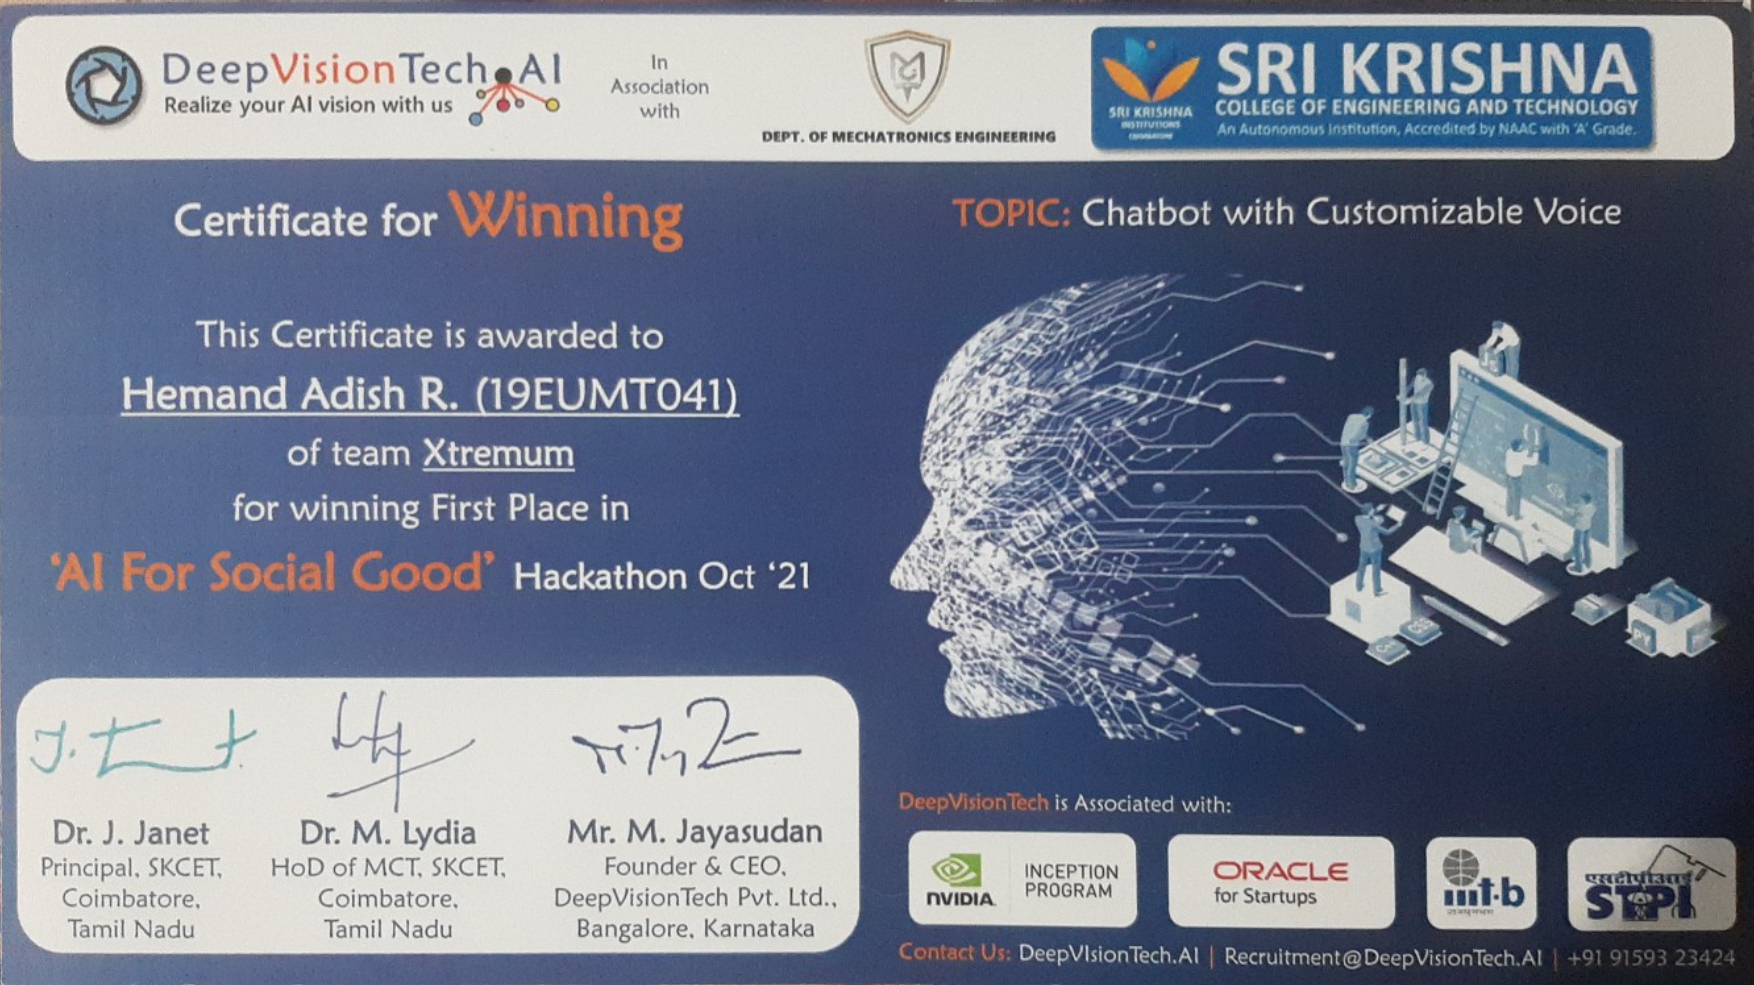 DeepVisionTech.AI
Realize your AI vision with us
In
Association
with
DEPT. OF MECHATRONICS ENGINEERING
SRI KRISHNA
INSTITUTIONS
SRI KRISHNA
COLLEGE OF ENGINEERING AND TECHNOLOGY
An Autonomous Institution, Accredited by NAAC with 'A' Grade.
Certificate for Winning
This Certificate is awarded to
Hemand Adish R. (19EUMT041)
of team Xtremum
for winning First Place in
'AI For Social Good' Hackathon Oct '21
TOPIC: Chatbot with Customizable Voice
Dr. J. Janet
Principal, SKCET,
Coimbatore,
Tamil Nadu
Dr. M. Lydia
HoD of MCT, SKCET,
Coimbatore,
Tamil Nadu
Mr. M. Jayasudan
Founder & CEO,
DeepVisionTech Pvt. Ltd.,
Bangalore, Karnataka
DeepVisionTech is Associated with:
NVIDIA.
INCEPTION
PROGRAM
ORACLE
for Startups
एसटीपीआई
STPI
Contact Us: DeepVIsionTech.AI | Recruitment@DeepVisionTech.AI | +91 91593 23424